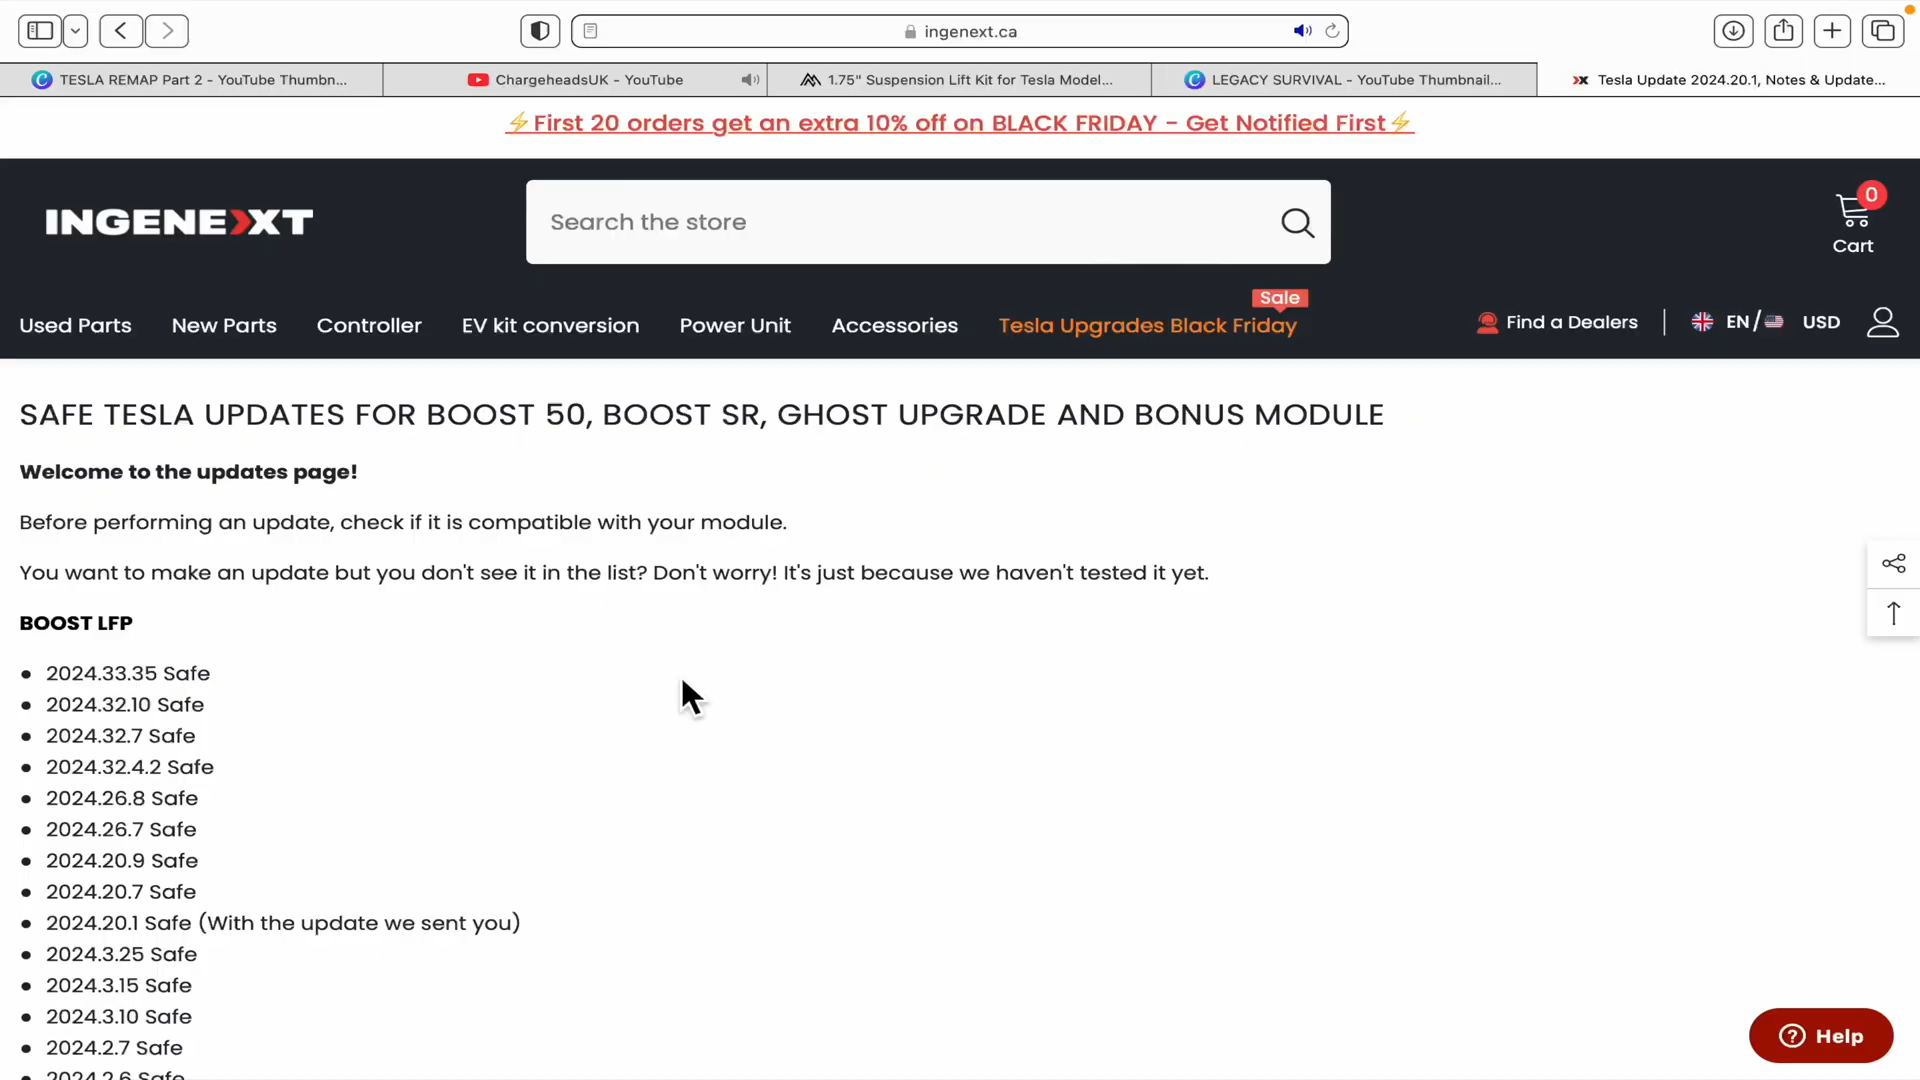 ingenext.ca
TESLA REMAP Part 2 - YouTube Thumbn...
ChargeheadsUK - YouTube
1.75" Suspension Lift Kit for Tesla Model...
LEGACY SURVIVAL - YouTube Thumbnail...
Tesla Update 2024.20.1, Notes & Update...
⚡First 20 orders get an extra 10% off on BLACK FRIDAY - Get Notified First⚡
INGENEXT
Search the store
0
Cart
Sale
Used Parts
New Parts
Controller
EV kit conversion
Power Unit
Accessories
Tesla Upgrades Black Friday
Find a Dealers
EN/
USD
SAFE TESLA UPDATES FOR BOOST 50, BOOST SR, GHOST UPGRADE AND BONUS MODULE
Welcome to the updates page!
Before performing an update, check if it is compatible with your module.
You want to make an update but you don't see it in the list? Don't worry! It's just because we haven't tested it yet.
BOOST LFP
• 2024.33.35 Safe
• 2024.32.10 Safe
• 2024.32.7 Safe
• 2024.32.4.2 Safe
• 2024.26.8 Safe
• 2024.26.7 Safe
• 2024.20.9 Safe
• 2024.20.7 Safe
• 2024.20.1 Safe (With the update we sent you)
• 2024.3.25 Safe
• 2024.3.15 Safe
• 2024.3.10 Safe
• 2024.2.7 Safe
2024.2.6 Safe
? Help